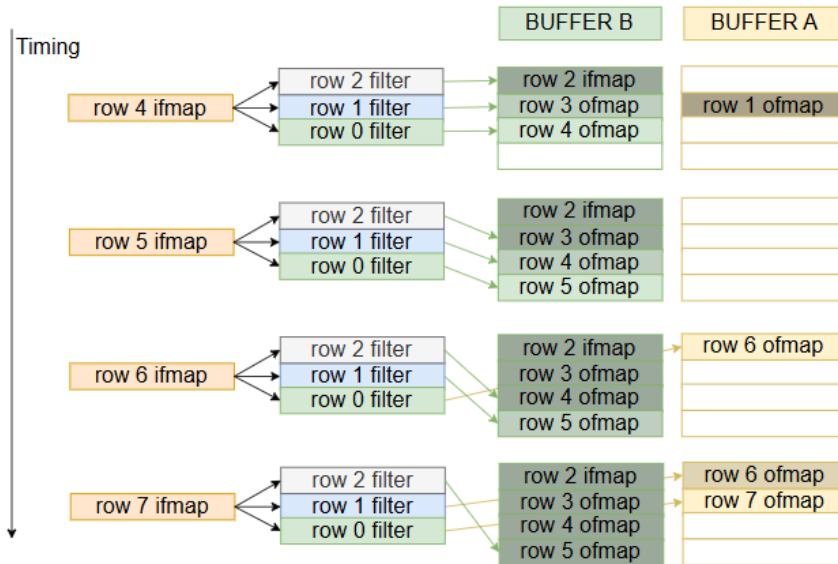 BUFFER B
BUFFER A
Timing
row 4 ifmap
row 2 filter
row 1 filter
row 0 filter
row 2 ifmap
row 3 ofmap
row 4 ofmap
row 1 ofmap
row 5 ifmap
row 2 filter
row 1 filter
row 0 filter
row 2 ifmap
row 3 ofmap
row 4 ofmap
row 5 ofmap
row 6 ifmap
row 2 filter
row 1 filter
row 0 filter
row 2 ifmap
row 3 ofmap
row 4 ofmap
row 5 ofmap
row 6 ofmap
row 7 ifmap
row 2 filter
row 1 filter
row 0 filter
row 2 ifmap
row 3 ofmap
row 4 ofmap
row 5 ofmap
row 6 ofmap
row 7 ofmap